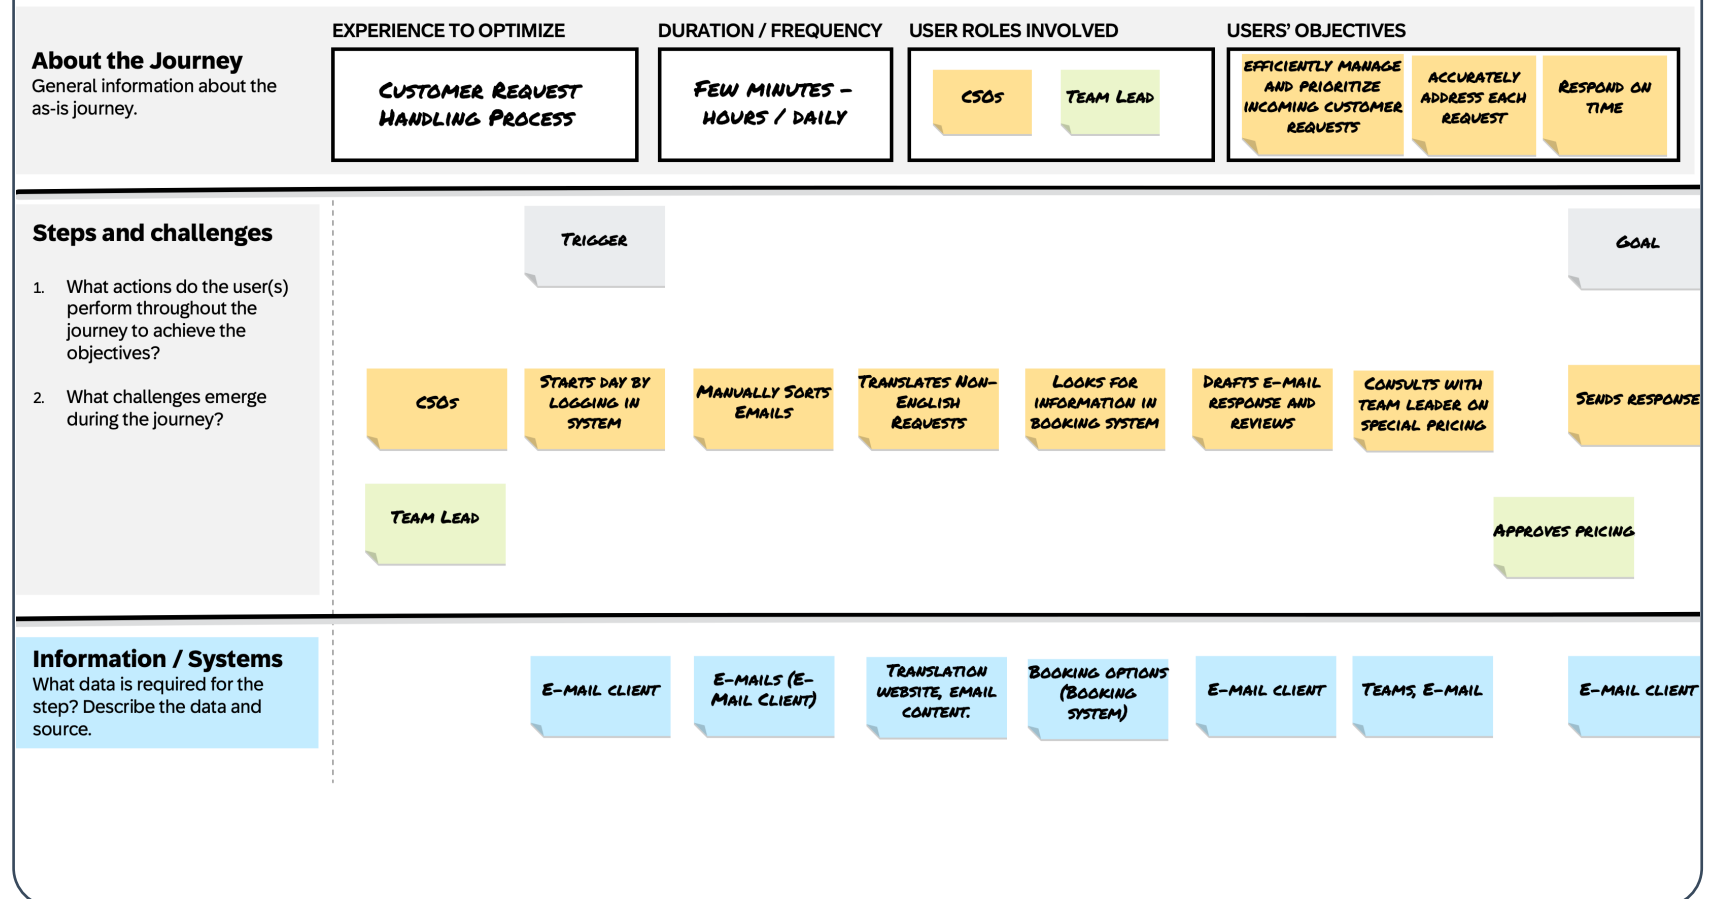 EXPERIENCE TO OPTIMIZE
DURATION / FREQUENCY
USER ROLES INVOLVED
USERS' OBJECTIVES
About the Journey
General information about the
as-is journey.
Customer Request
Handling Process
Few minutes -
hours / daily
CSOs
Team Lead
efficiently manage
and prioritize
incoming customer
requests
accurately
address each
request
Respond on
time
Steps and challenges
1. What actions do the user(s)
perform throughout the
journey to achieve the
objectives?
2. What challenges emerge
during the journey?
Trigger
Goal
CSOs
Starts day by
logging in
system
Manually Sorts
Emails
Translates Non-
English
Requests
Looks for
information in
booking system
Drafts e-mail
response and
reviews
Consults with
team leader on
special pricing
Sends response
Team Lead
Approves pricing
Information / Systems
What data is required for the
step? Describe the data and
source.
E-mail client
E-mails (E-
Mail Client)
Translation
website, email
content.
Booking options
(Booking
system)
E-mail client
Teams, E-mail
E-mail client